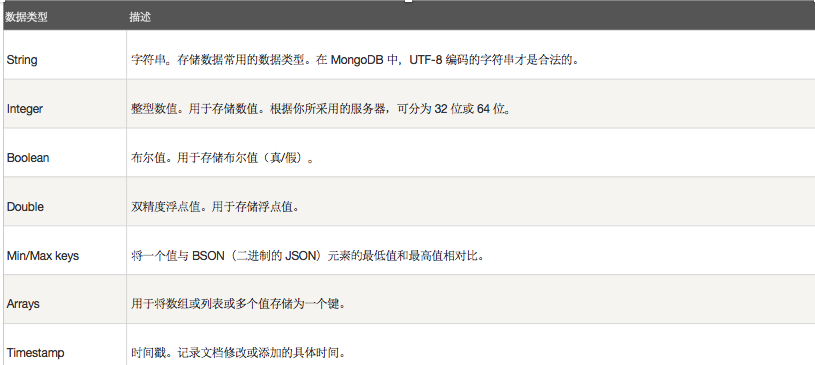 数据类型 描述
String 字符串。存储数据常用的数据类型。在 MongoDB 中，UTF-8 编码的字符串才是合法的。
Integer 整型数值。用于存储数值。根据你所采用的服务器，可分为 32 位或 64 位。
Boolean 布尔值。用于存储布尔值（真/假）。
Double 双精度浮点值。用于存储浮点值。
Min/Max keys 将一个值与 BSON（二进制的 JSON）元素的最低值和最高值相对比。
Arrays 用于将数组或列表或多个值存储为一个键。
Timestamp 时间戳。记录文档修改或添加的具体时间。